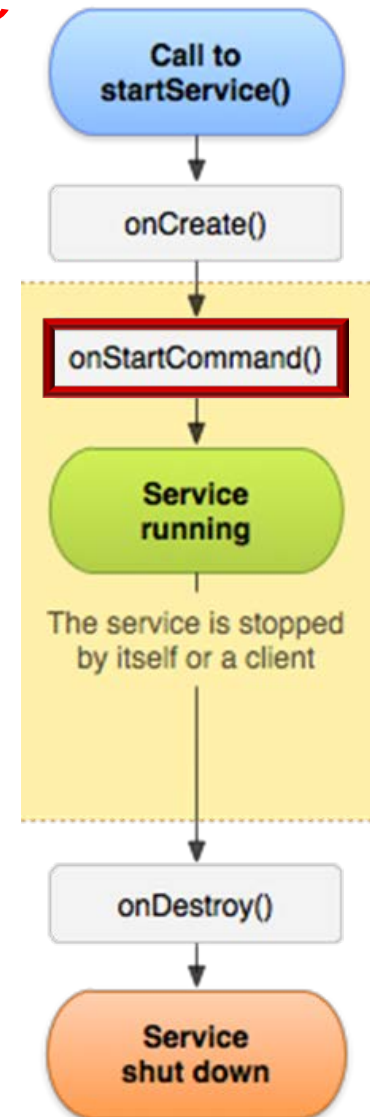 Call to
startService()
onCreate()
onStartCommand()
Service
running
The service is stopped
by itself or a client
onDestroy()
Service
shut down